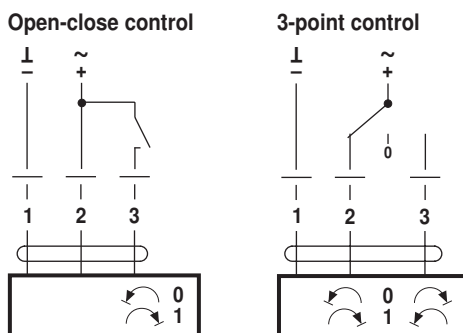 Open-close control
3-point control
⊥ ~
– +
⊥ ~
– +
0
1 2 3
1 2 3
0
1
0
1